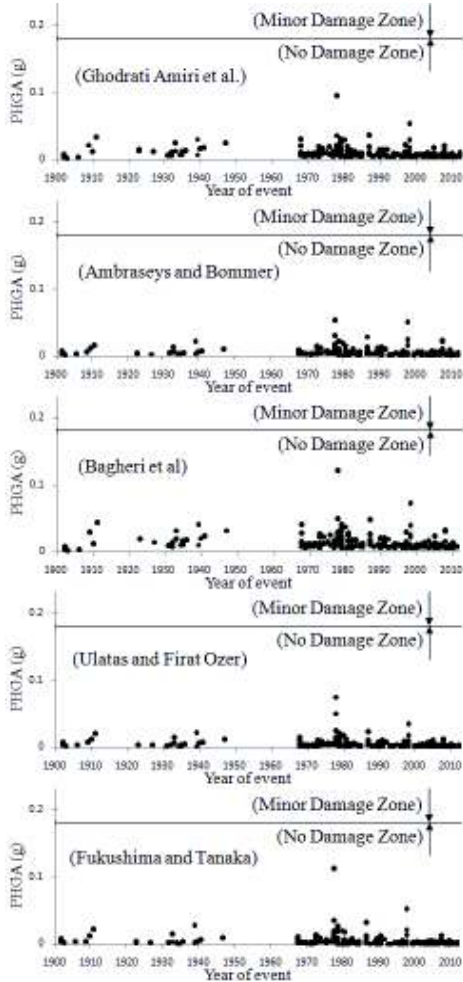 0.2
(Minor Damage Zone)
(No Damage Zone)
(Ghodrati Amiri et al.)
PHGA (g)
0.1
0
1900 1910 1920 1930 1940 1950 1960 1970 1980 1990 2000 2010
Year of event
0.2
(Minor Damage Zone)
(No Damage Zone)
(Ambraseys and Bommer)
PHGA (g)
0.1
0
1900 1910 1920 1930 1940 1950 1960 1970 1980 1990 2000 2010
Year of event
0.2
(Minor Damage Zone)
(No Damage Zone)
(Bagheri et al)
PHGA (g)
0.1
0
1900 1910 1920 1930 1940 1950 1960 1970 1980 1990 2000 2010
Year of event
0.2
(Minor Damage Zone)
(No Damage Zone)
(Ulatas and Firat Ozer)
PHGA (g)
0.1
0
1900 1910 1920 1930 1940 1950 1960 1970 1980 1990 2000 2010
Year of event
0.2
(Minor Damage Zone)
(No Damage Zone)
(Fukushima and Tanaka)
PHGA (g)
0.1
0
1900 1910 1920 1930 1940 1950 1960 1970 1980 1990 2000 2010
Year of event